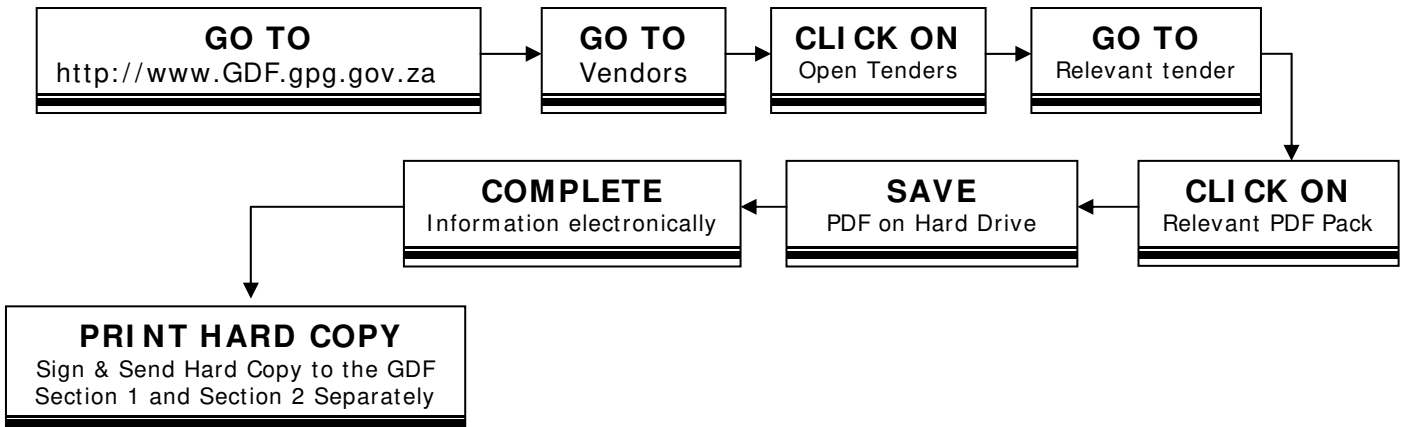 GO TO
http://www.GDF.gpg.gov.za
GO TO
Vendors
CLICK ON
Open Tenders
GO TO
Relevant tender
CLICK ON
Relevant PDF Pack
SAVE
PDF on Hard Drive
COMPLETE
Information electronically
PRINT HARD COPY
Sign & Send Hard Copy to the GDF
Section 1 and Section 2 Separately